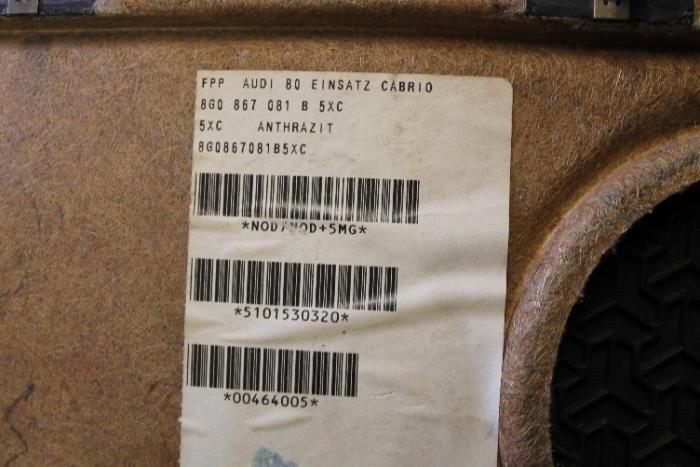 FPP AUDI 80 EINSATZ CABRIO
8G0 867 081 B 5XC
5XC ANTHRAZIT
8G0867081B5XC
*NOD/NOD+5MG*
*5101530320*
*00464005*